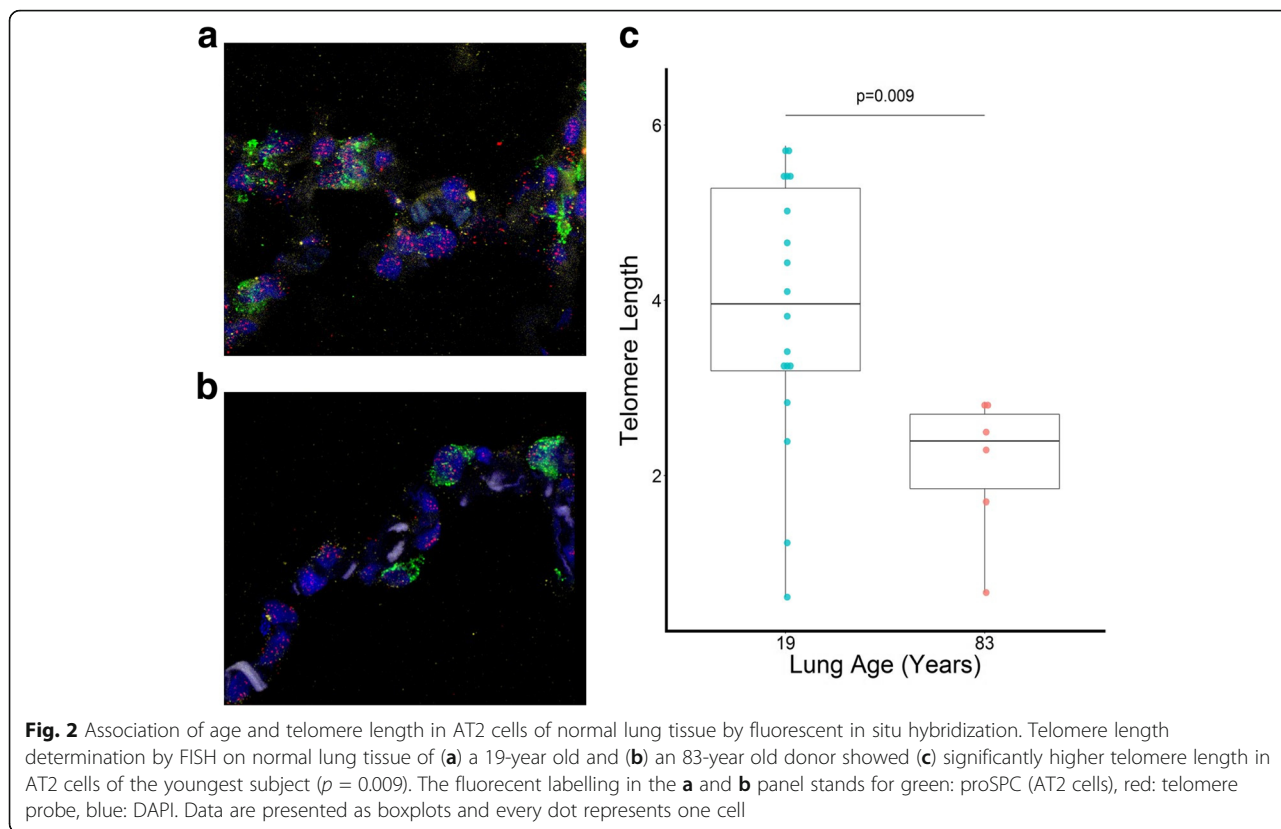 a
c
p=0.009
6
4
2
Telomere Length
19
83
Lung Age (Years)
b
Fig. 2 Association of age and telomere length in AT2 cells of normal lung tissue by fluorescent in situ hybridization. Telomere length
determination by FISH on normal lung tissue of (a) a 19-year old and (b) an 83-year old donor showed (c) significantly higher telomere length in
AT2 cells of the youngest subject (p = 0.009). The fluorecent labelling in the a and b panel stands for green: proSPC (AT2 cells), red: telomere
probe, blue: DAPI. Data are presented as boxplots and every dot represents one cell